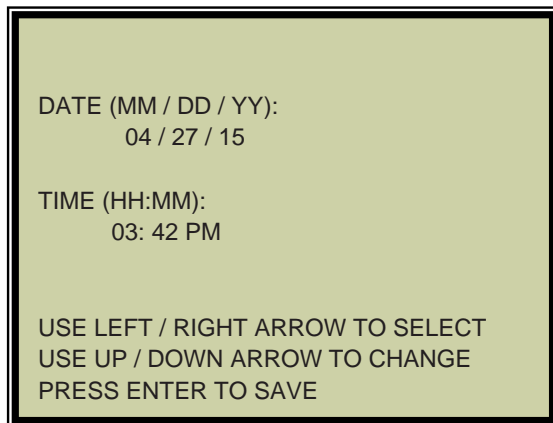 DATE (MM / DD / YY):
04 / 27 / 15
TIME (HH:MM):
03: 42 PM
USE LEFT / RIGHT ARROW TO SELECT
USE UP / DOWN ARROW TO CHANGE
PRESS ENTER TO SAVE